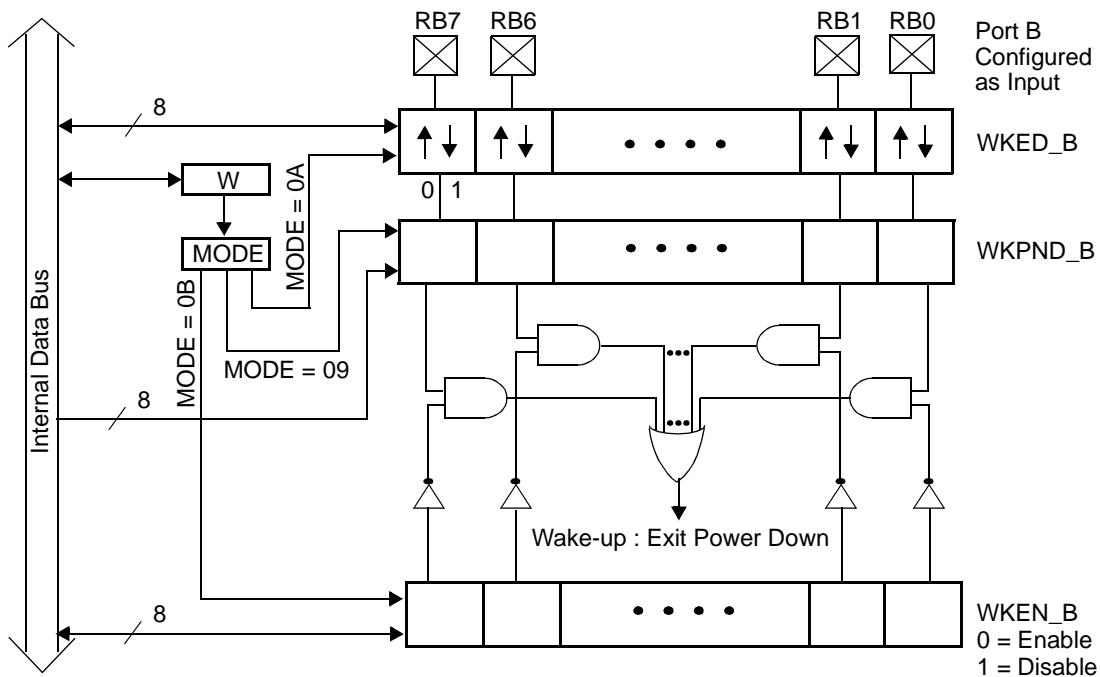 RB7
RB6
RB1
RB0
Port B
Configured
as Input
8
WKED_B
W
0 1
MODE = 0A
MODE
WKPND_B
MODE = 0B
MODE = 09
8
Internal Data Bus
Wake-up : Exit Power Down
8
WKEN_B
0 = Enable
1 = Disable